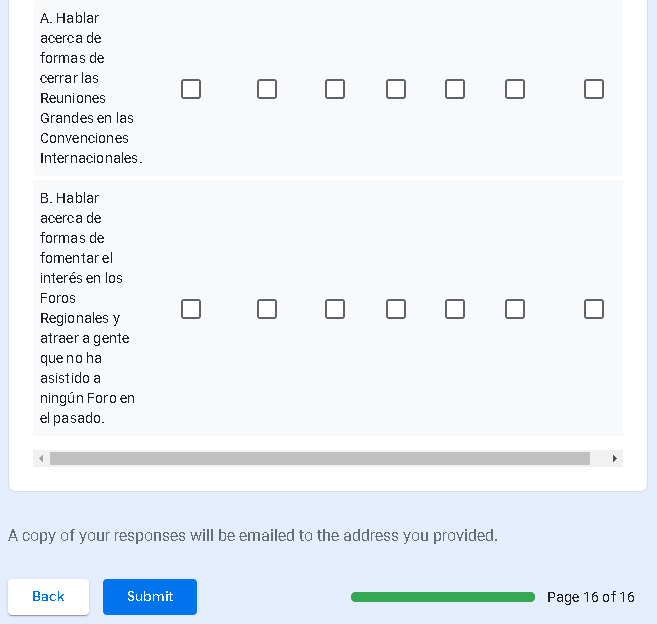 A. Hablar
acerca de
formas de
cerrar las
Reuniones
Grandes en las
Convenciones
Internacionales.
B. Hablar
acerca de
formas de
fomentar el
interés en los
Foros
Regionales y
atraer a gente
que no ha
asistido a
ningún Foro en
el pasado.
A copy of your responses will be emailed to the address you provided.
Back
Submit
Page 16 of 16